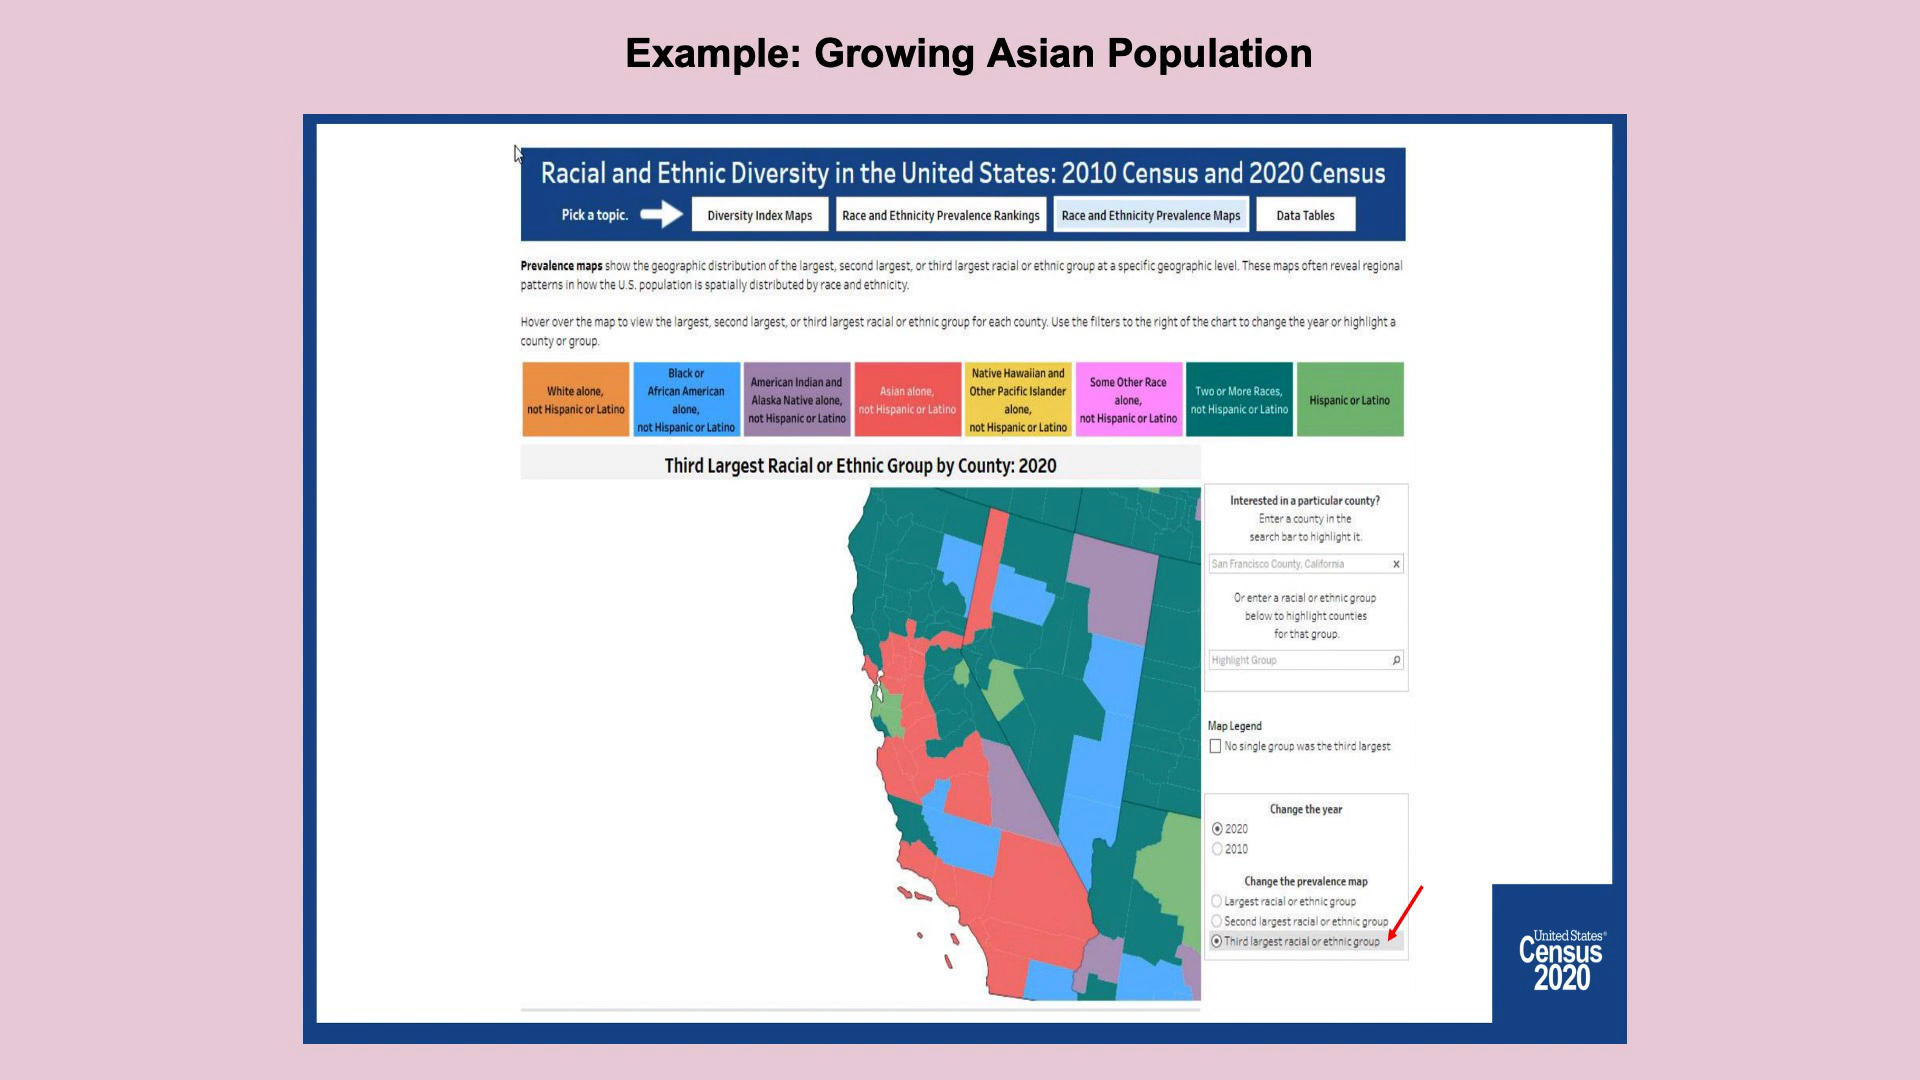 Example: Growing Asian Population
Racial and Ethnic Diversity in the United States: 2010 Census and 2020 Census
Pick a topic.
Diversity Index Maps
Race and Ethnicity Prevalence Rankings
Race and Ethnicity Prevalence Maps
Data Tables
Prevalence maps show the geographic distribution of the largest, second largest, or third largest racial or ethnic group at a specific geographic level. These maps often reveal regional
patterns in how the U.S. population is spatially distributed by race and ethnicity.
Hover over the map to view the largest, second largest, or third largest racial or ethnic group for each county. Use the filters to the right of the chart to change the year or highlight a
county or group.
White alone,
not Hispanic or Latino
Black or
African American
alone,
not Hispanic or Latino
American Indian and
Alaska Native alone,
not Hispanic or Latino
Asian alone,
not Hispanic or Latino
Native Hawaiian and
Other Pacific Islander
alone,
not Hispanic or Latino
Some Other Race
alone,
not Hispanic or Latino
Two or More Races,
not Hispanic or Latino
Hispanic or Latino
Third Largest Racial or Ethnic Group by County: 2020
Interested in a particular county?
Enter a county in the
search bar to highlight it.
San Francisco County, California
Or enter a racial or ethnic group
below to highlight counties
for that group.
Highlight Group
Map Legend
No single group was the third largest
Change the year
2020
2010
Change the prevalence map
Largest racial or ethnic group
Second largest racial or ethnic group
Third largest racial or ethnic group
United States®
Census
2020